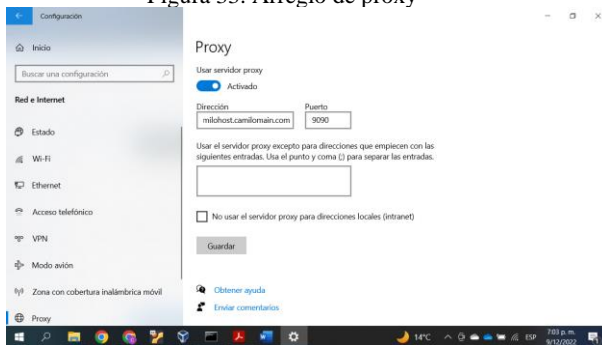 Figura 33. Arreglo de proxy
Configuración
Inicio
Buscar una configuración
Red e Internet
Estado
Wi-Fi
Ethernet
Acceso telefónico
VPN
Modo avión
Zona con cobertura inalámbrica móvil
Proxy
Proxy
Usar servidor proxy
Activado
Dirección Puerto
milohost.camilomain.com 9090
Usar el servidor proxy excepto para direcciones que empiecen con las
siguientes entradas. Usa el punto y coma (;) para separar las entradas.
No usar el servidor proxy para direcciones locales (intranet)
Guardar
Obtener ayuda
Enviar comentarios
14°C ESP 7:03 p. m.
9/12/2022